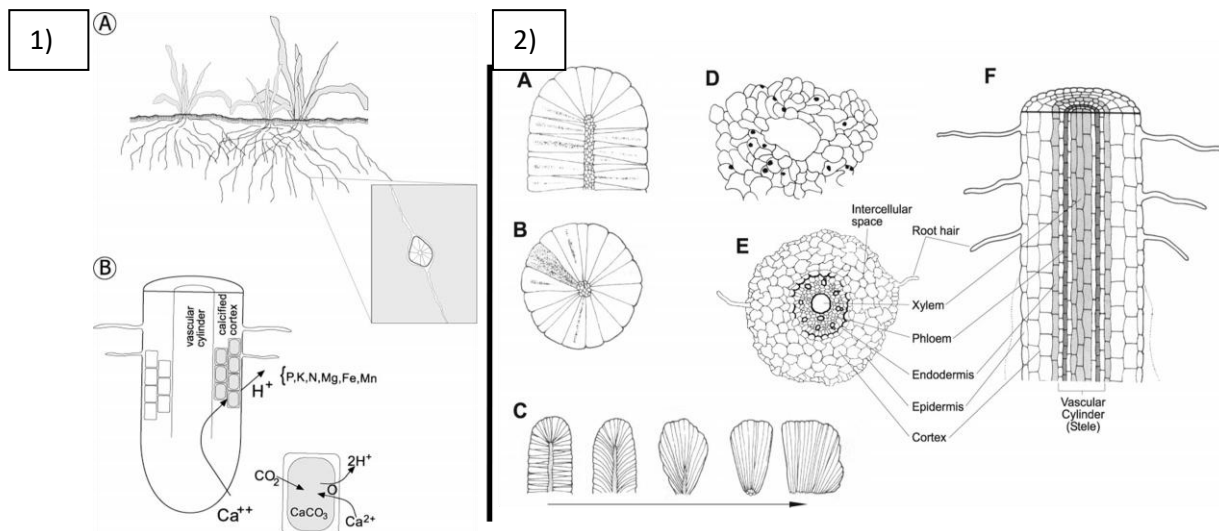 1)
A
B
vascular
cylinder
calcified
cortex
H⁺
{P,K,N,Mg,Fe,Mn
Ca⁺⁺
CO₂
2H⁺
O
CaCO₃
Ca²⁺
2)
A
D
F
B
E
Intercellular
space
Root hair
Xylem
Phloem
Endodermis
Epidermis
Cortex
Vascular
Cylinder
(Stele)
C